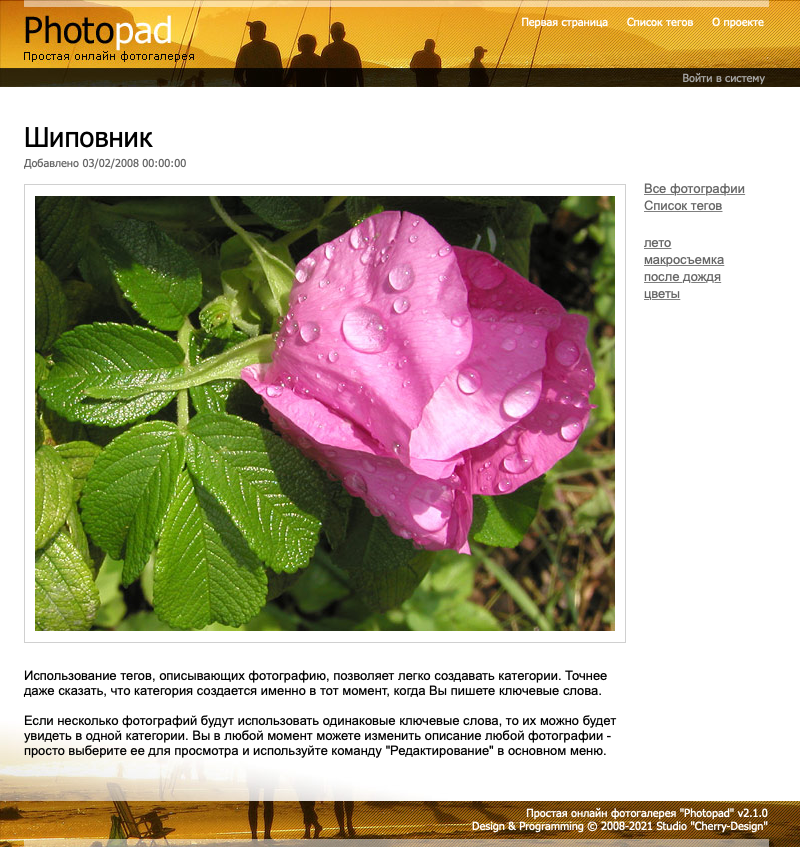 Photopad
Простая онлайн фотогалерея
Первая страница Список тегов О проекте
Войти в систему
Шиповник
Добавлено 03/02/2008 00:00:00
Все фотографии
Список тегов
лето
макросъемка
после дождя
цветы
Использование тегов, описывающих фотографию, позволяет легко создавать категории. Точнее
даже сказать, что категория создается именно в тот момент, когда Вы пишете ключевые слова.
Если несколько фотографий будут использовать одинаковые ключевые слова, то их можно будет
увидеть в одной категории. Вы в любой момент можете изменить описание любой фотографии -
просто выберите ее для просмотра и используйте команду "Редактирование" в основном меню.
Простая онлайн фотогалерея "Photopad" v2.1.0
Design & Programming © 2008-2021 Studio "Cherry-Design"